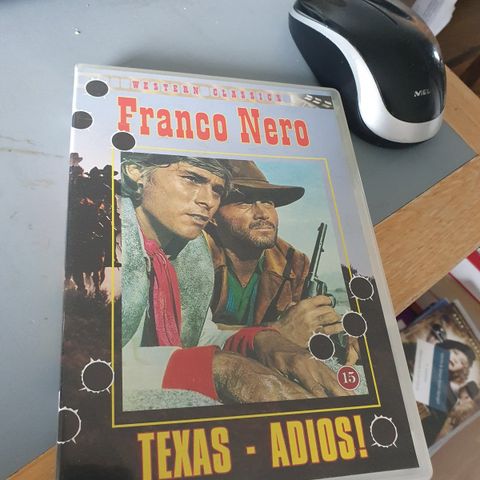 WESTERN CLASSICS
Franco Nero
15
TEXAS - ADIOS!